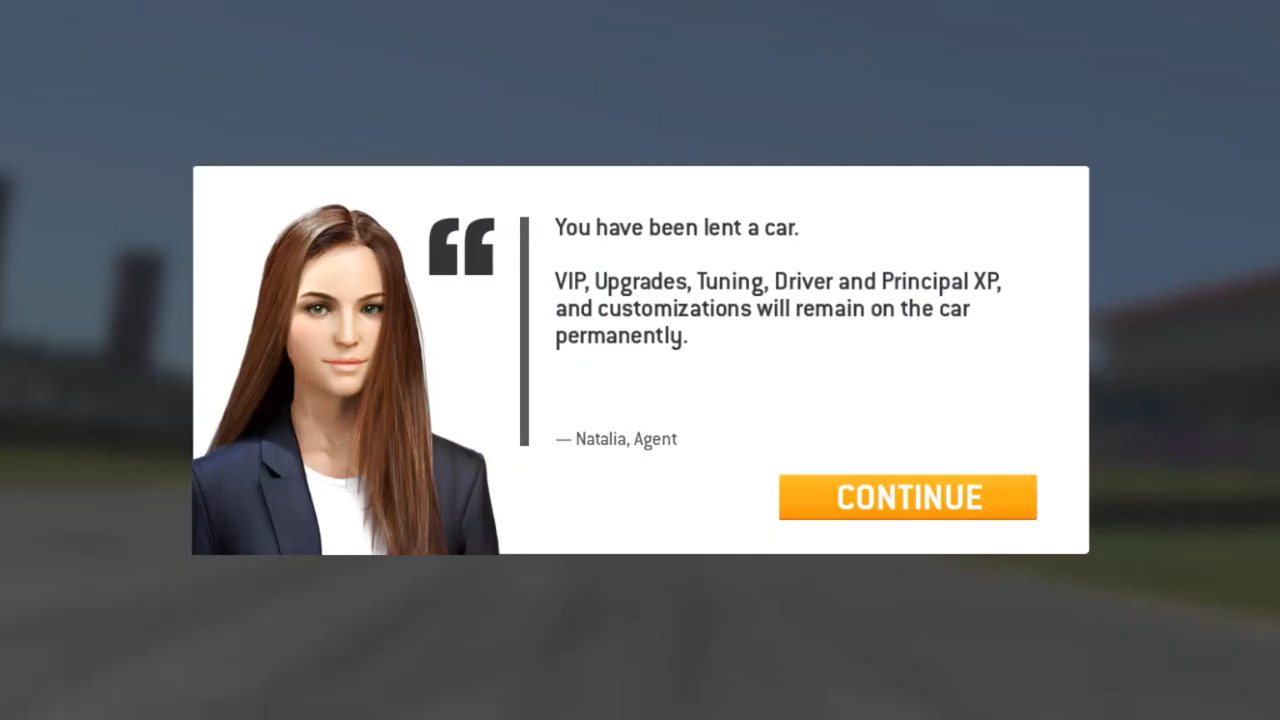 You have been lent a car.
VIP, Upgrades, Tuning, Driver and Principal XP,
and customizations will remain on the car
permanently.
— Natalia, Agent
CONTINUE